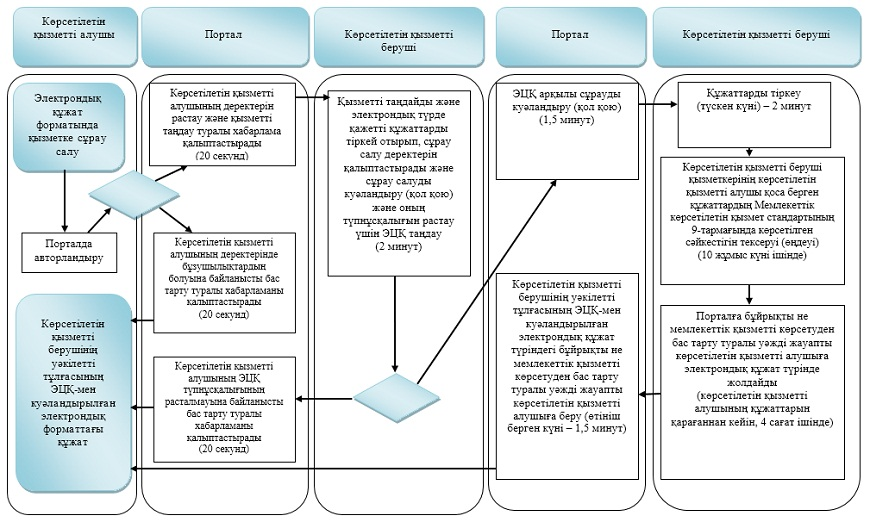 Көрсетілетін
қызметті алушы
Портал
Көрсетілетін қызметті
беруші
Портал
Көрсетілетін қызметті беруші
Электрондық
құжат
форматында
қызметке сұрау
салу
Порталда
авторландыру
Көрсетілетін
қызметті
берушінің
уәкілетті
тұлғасының
ЭЦҚ-мен
куәландырылған
электрондық
форматтағы
құжат
Көрсетілетін қызметті
алушының деректерін
растау және қызметті
таңдау туралы хабарлама
қалыптастырады
(20 секунд)
Көрсетілетін қызметті
алушының деректерінде
бұзушылықтардын
болуына байланысты бас
тарту туралы хабарламаны
қалыптастырады
(20 секунд)
Көрсетілетін қызметті
алушының ЭЦҚ
түпнұсқалығының
расталмауына байланысты
бас тарту туралы
хабарламаны
қалыптастырады
(20 секунд)
Қызметті таңдайды және
электрондық түрде
қажетті құжаттарды
тіркей отырып, сұрау
салу деректерін
қалыптастырады және
сұрау салуды
куәландыру (қол қою)
және оның
түпнұсқалығын растау
үшін ЭЦҚ таңдау
(2 минут)
ЭЦҚ арқылы сұрауды
куәландыру (қол қою)
(1,5 минут)
Көрсетілетін қызметті
берушінің уәкілетті
тұлғасының ЭЦҚ-мен
куәландырылған
электрондық құжат
түріндегі бұйрықты не
мемлекеттік қызметті
көрсетуден бас тарту
туралы уәжді жауапты
көрсетілетін қызметті
алушыға беру (өтініш
берген күні – 1,5 минут)
Құжаттарды тіркеу
(түскен күні) – 2 минут
Көрсетілетін қызметті беруші
қызметкерінің көрсетілетін
қызметті алушы қоса берген
құжаттардың Мемлекеттік
көрсетілетін қызмет стандартының
9-тармағында көрсетілген
сәйкестігін тексеруі (өңдеуі)
(10 жұмыс күні ішінде)
Порталға бұйрықты не
мемлекеттік қызметті көрсетуден
бас тарту туралы уәжді жауапты
көрсетілетін қызметті алушыға
электрондық құжат түрінде
жолдайды
(көрсетілетін қызметті
алушының құжаттарын
қарағаннан кейін, 4 сағат ішінде)